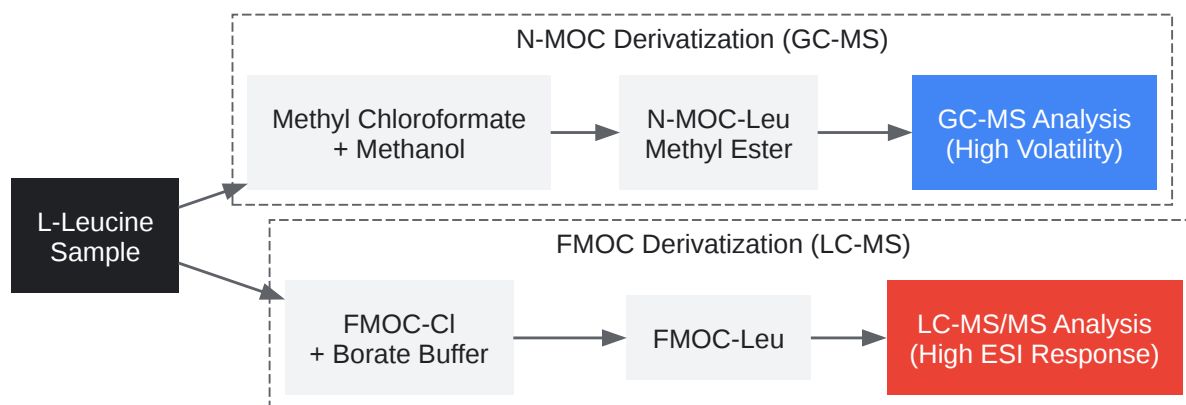 N-MOC Derivatization (GC-MS)
Methyl Chloroformate
+ Methanol
N-MOC-Leu
Methyl Ester
GC-MS Analysis
(High Volatility)
L-Leucine
Sample
FMOC Derivatization (LC-MS)
FMOC-Cl
+ Borate Buffer
FMOC-Leu
LC-MS/MS Analysis
(High ESI Response)